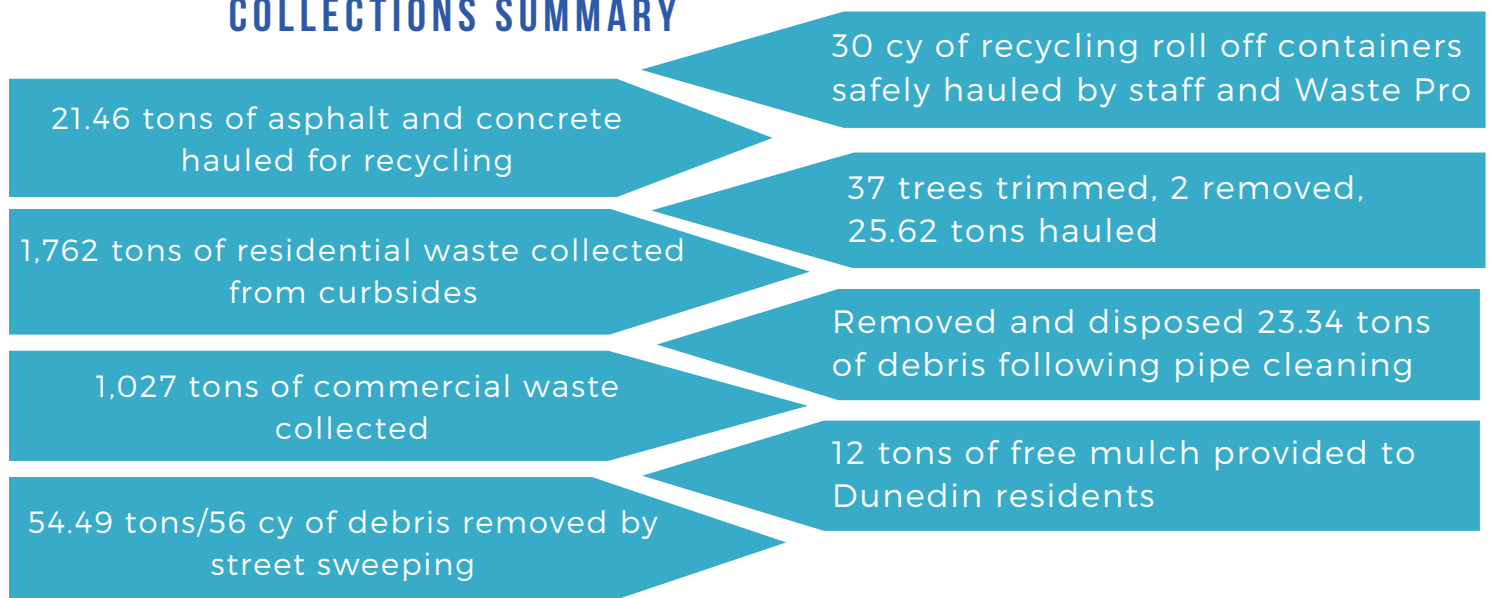 COLLECTIONS SUMMARY
21.46 tons of asphalt and concrete
hauled for recycling
1,762 tons of residential waste collected
from curbsides
1,027 tons of commercial waste
collected
54.49 tons/56 cy of debris removed by
street sweeping
30 cy of recycling roll off containers
safely hauled by staff and Waste Pro
37 trees trimmed, 2 removed,
25.62 tons hauled
Removed and disposed 23.34 tons
of debris following pipe cleaning
12 tons of free mulch provided to
Dunedin residents